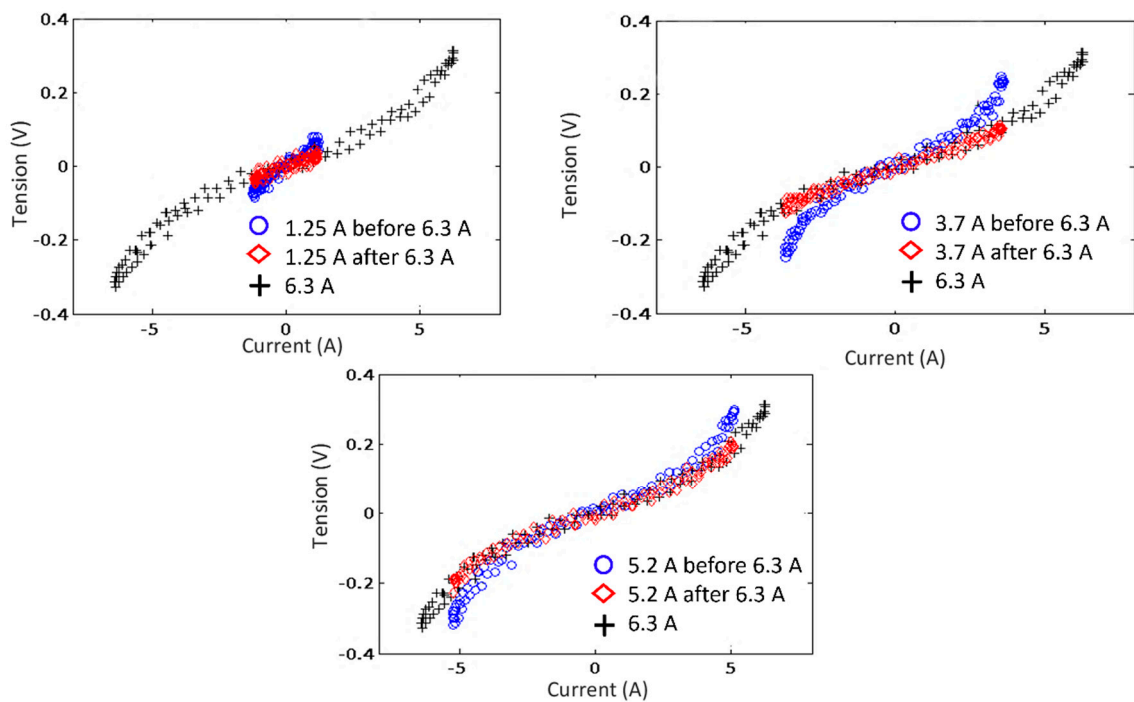 0.4
0.2
0
-0.2
-0.4
Tension (V)
1.25 A before 6.3 A
1.25 A after 6.3 A
6.3 A
-5
0
5
Current (A)
0.4
0.2
0
-0.2
-0.4
Tension (V)
3.7 A before 6.3 A
3.7 A after 6.3 A
6.3 A
-5
0
5
Current (A)
0.4
0.2
0
-0.2
-0.4
Tension (V)
5.2 A before 6.3 A
5.2 A after 6.3 A
6.3 A
-5
0
5
Current (A)